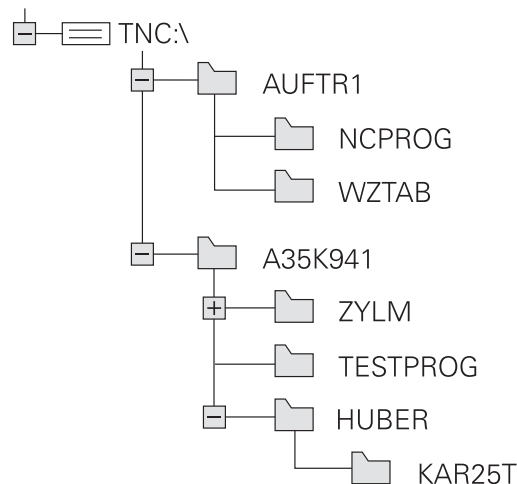 TNC:\
AUFTR1
NCPROG
WZTAB
A35K941
ZYLM
TESTPROG
HUBER
KAR25T